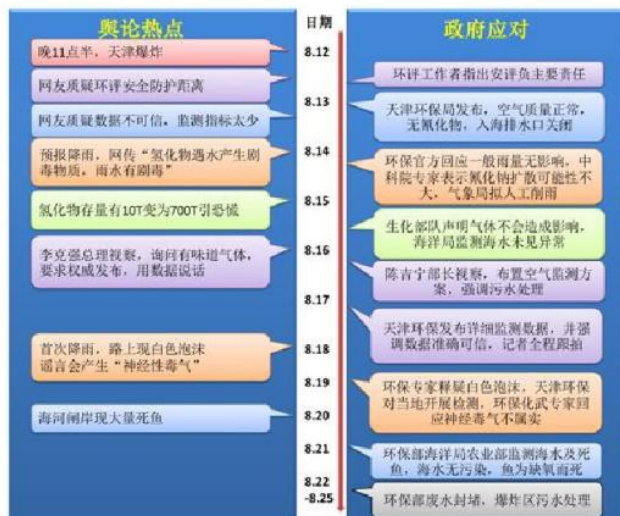 舆论热点
日期
政府应对
晚11点半，天津爆炸
8.12
网友质疑环评安全防护距离
环评工作者指出安评负主要责任
8.13
网友质疑数据不可信，监测指标太少
天津环保局发布，空气质量正常，
无氰化物，入海排水口关闭
8.14
预报降雨，网传“氢化物遇水产生剧
毒物质，雨水有剧毒”
环保官方回应一般雨量无影响，中
科院专家表示氰化钠扩散可能性不
大，气象局拟人工削雨
8.15
氢化物存量有10T变为700T引恐慌
生化部队声明气体不会造成影响，
海洋局监测海水未见异常
8.16
李克强总理视察，询问有味道气体，
要求权威发布，用数据说话
陈吉宁部长视察，布置空气监测方
案，强调污水处理
8.17
天津环保发布详细监测数据，并强
调数据准确可信，记者全程跟拍
8.18
首次降雨，路上现白色泡沫
谣言会产生“神经性毒气”
8.19
环保专家释疑白色泡沫，天津环保
对当地开展检测，环保化武专家回
应神经毒气不属实
8.20
海河闸岸现大量死鱼
8.21
环保部海洋局农业部监测海水及死
鱼，海水无污染，鱼为缺氧而死
8.22
-8.25
环保部废水封堵，爆炸区污水处理